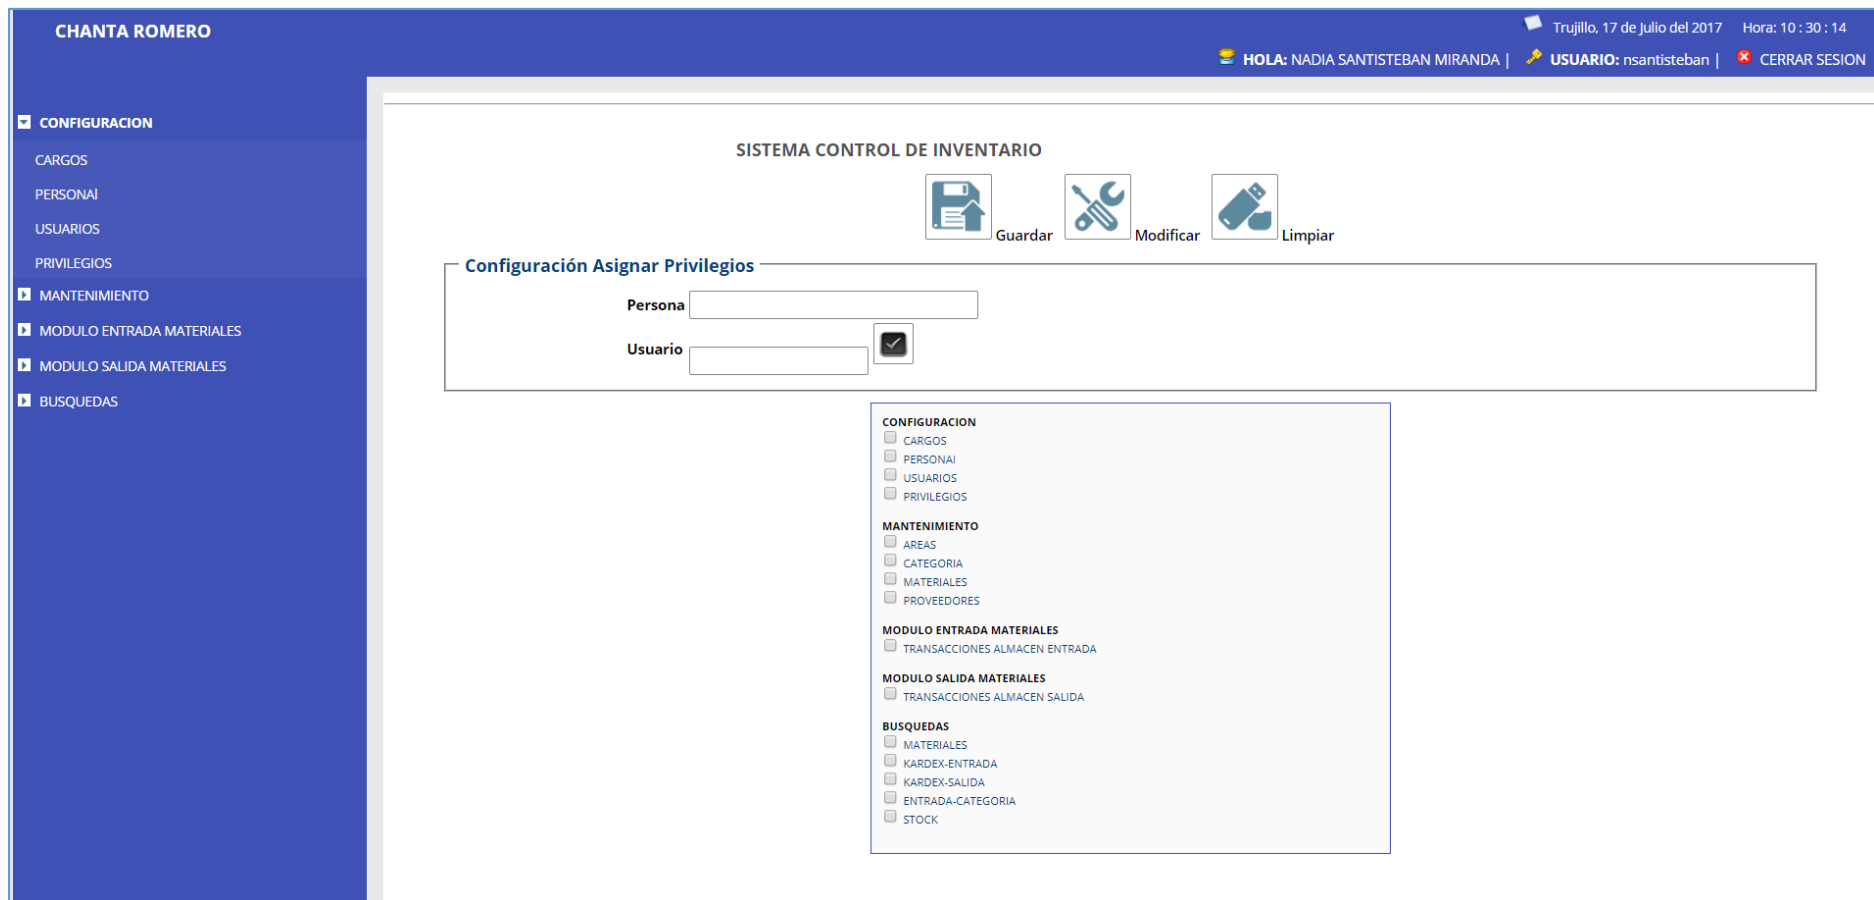 CHANTA ROMERO
Trujillo, 17 de Julio del 2017 Hora: 10 : 30 : 14
HOLA: NADIA SANTISTEBAN MIRANDA | USUARIO: nsantisteban | CERRAR SESION
CONFIGURACION
CARGOS
PERSONAl
USUARIOS
PRIVILEGIOS
MANTENIMIENTO
MODULO ENTRADA MATERIALES
MODULO SALIDA MATERIALES
BUSQUEDAS
SISTEMA CONTROL DE INVENTARIO
Guardar Modificar Limpiar
Configuración Asignar Privilegios
Persona
Usuario
CONFIGURACION
CARGOS
PERSONAl
USUARIOS
PRIVILEGIOS
MANTENIMIENTO
AREAS
CATEGORIA
MATERIALES
PROVEEDORES
MODULO ENTRADA MATERIALES
TRANSACCIONES ALMACEN ENTRADA
MODULO SALIDA MATERIALES
TRANSACCIONES ALMACEN SALIDA
BUSQUEDAS
MATERIALES
KARDEX-ENTRADA
KARDEX-SALIDA
ENTRADA-CATEGORIA
STOCK